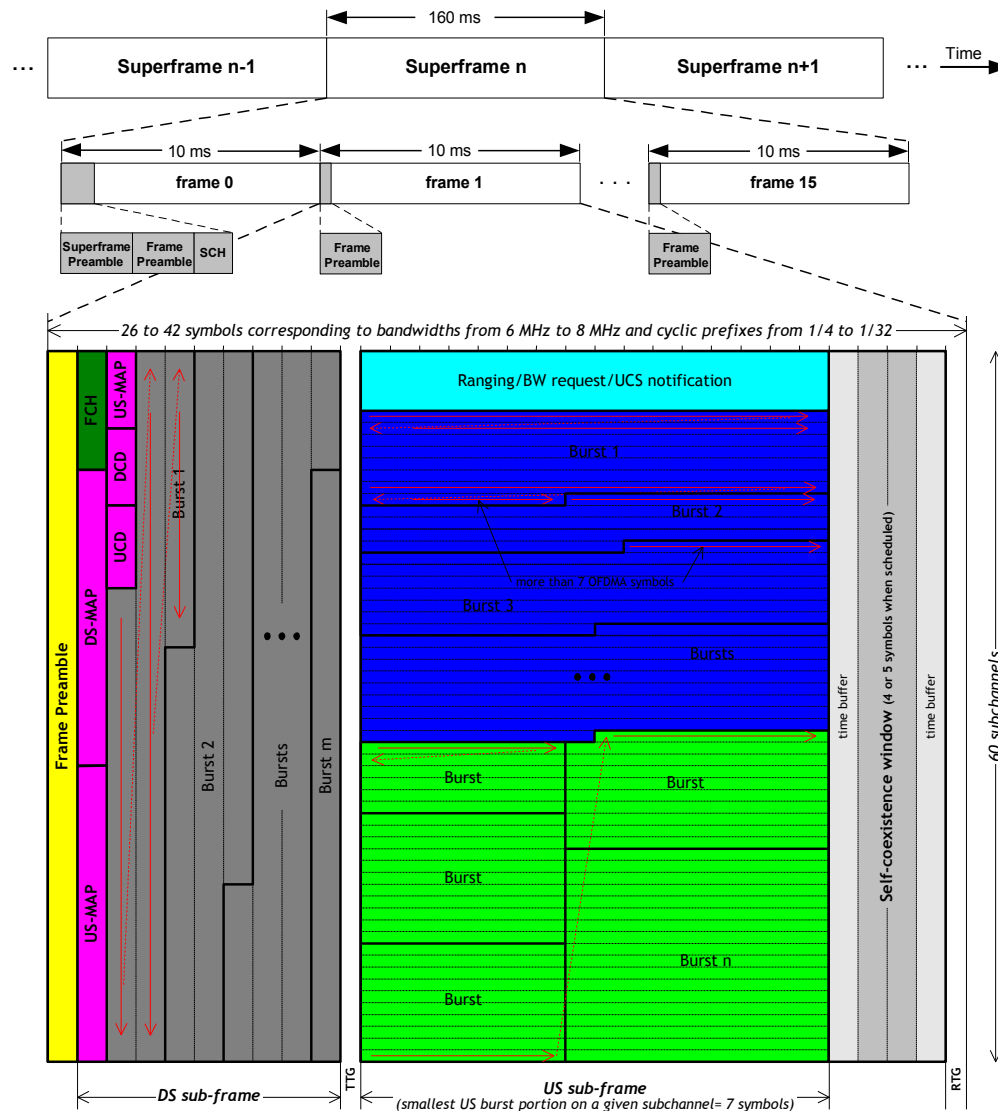 160 ms
... Superframe n-1 Superframe n Superframe n+1 ... Time
10 ms 10 ms 10 ms
frame 0 frame 1 . . . frame 15
Superframe Preamble
Frame Preamble
SCH
Frame Preamble
Frame Preamble
26 to 42 symbols corresponding to bandwidths from 6 MHz to 8 MHz and cyclic prefixes from 1/4 to 1/32
Frame Preamble
FCH
DS-MAP
US-MAP
US-MAP
DCD
UCD
Burst 1
Burst 2
Bursts
Burst m
TTG
Ranging/BW request/UCS notification
Burst 1
Burst 2
more than 7 OFDMA symbols
Burst 3
Bursts
Burst
Burst
Burst
Burst
Burst n
time buffer
Self-coexistence window (4 or 5 symbols when scheduled)
time buffer
60 subchannels
RTG
DS sub-frame
US sub-frame
(smallest US burst portion on a given subchannel= 7 symbols)